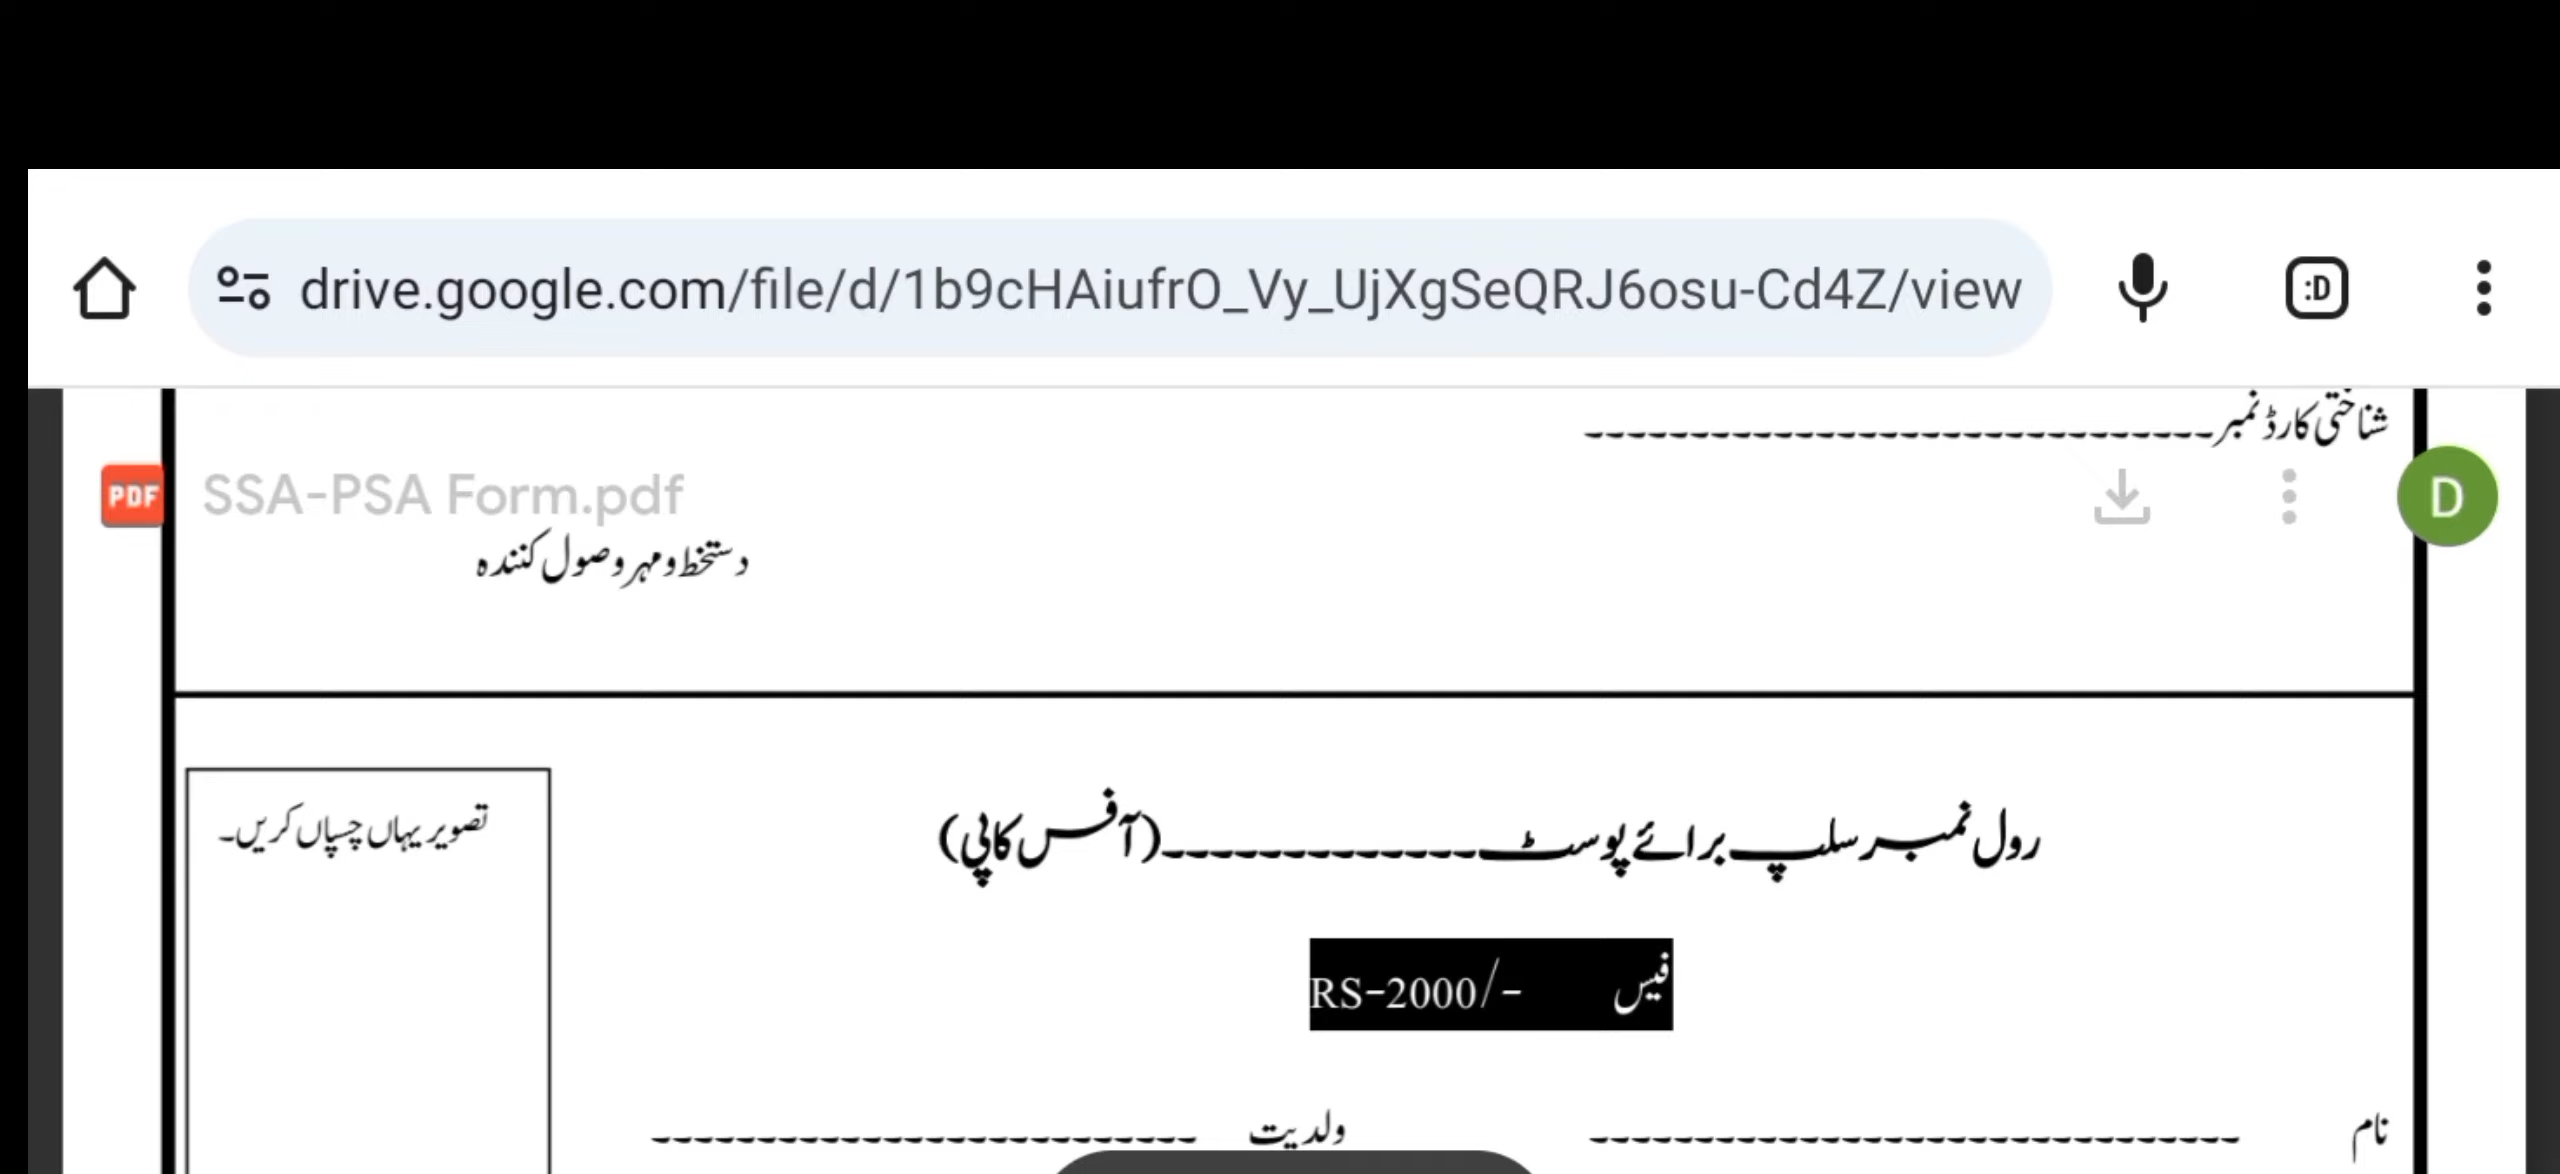 drive.google.com/file/d/1b9cHAiufrO_Vy_UjXgSeQRJ6osu-Cd4Z/view
:D
شناختی کارڈ نمبر------------------------------
PDF SSA-PSA Form.pdf D
دستخط و مہر وصول کنندہ
رول نمبر سلپ برائے پوسٹ-------------(آفس کاپی)
تصویر یہاں چسپاں کریں۔
فیس RS-2000/-
نام ------------------------------- ولدیت --------------------------